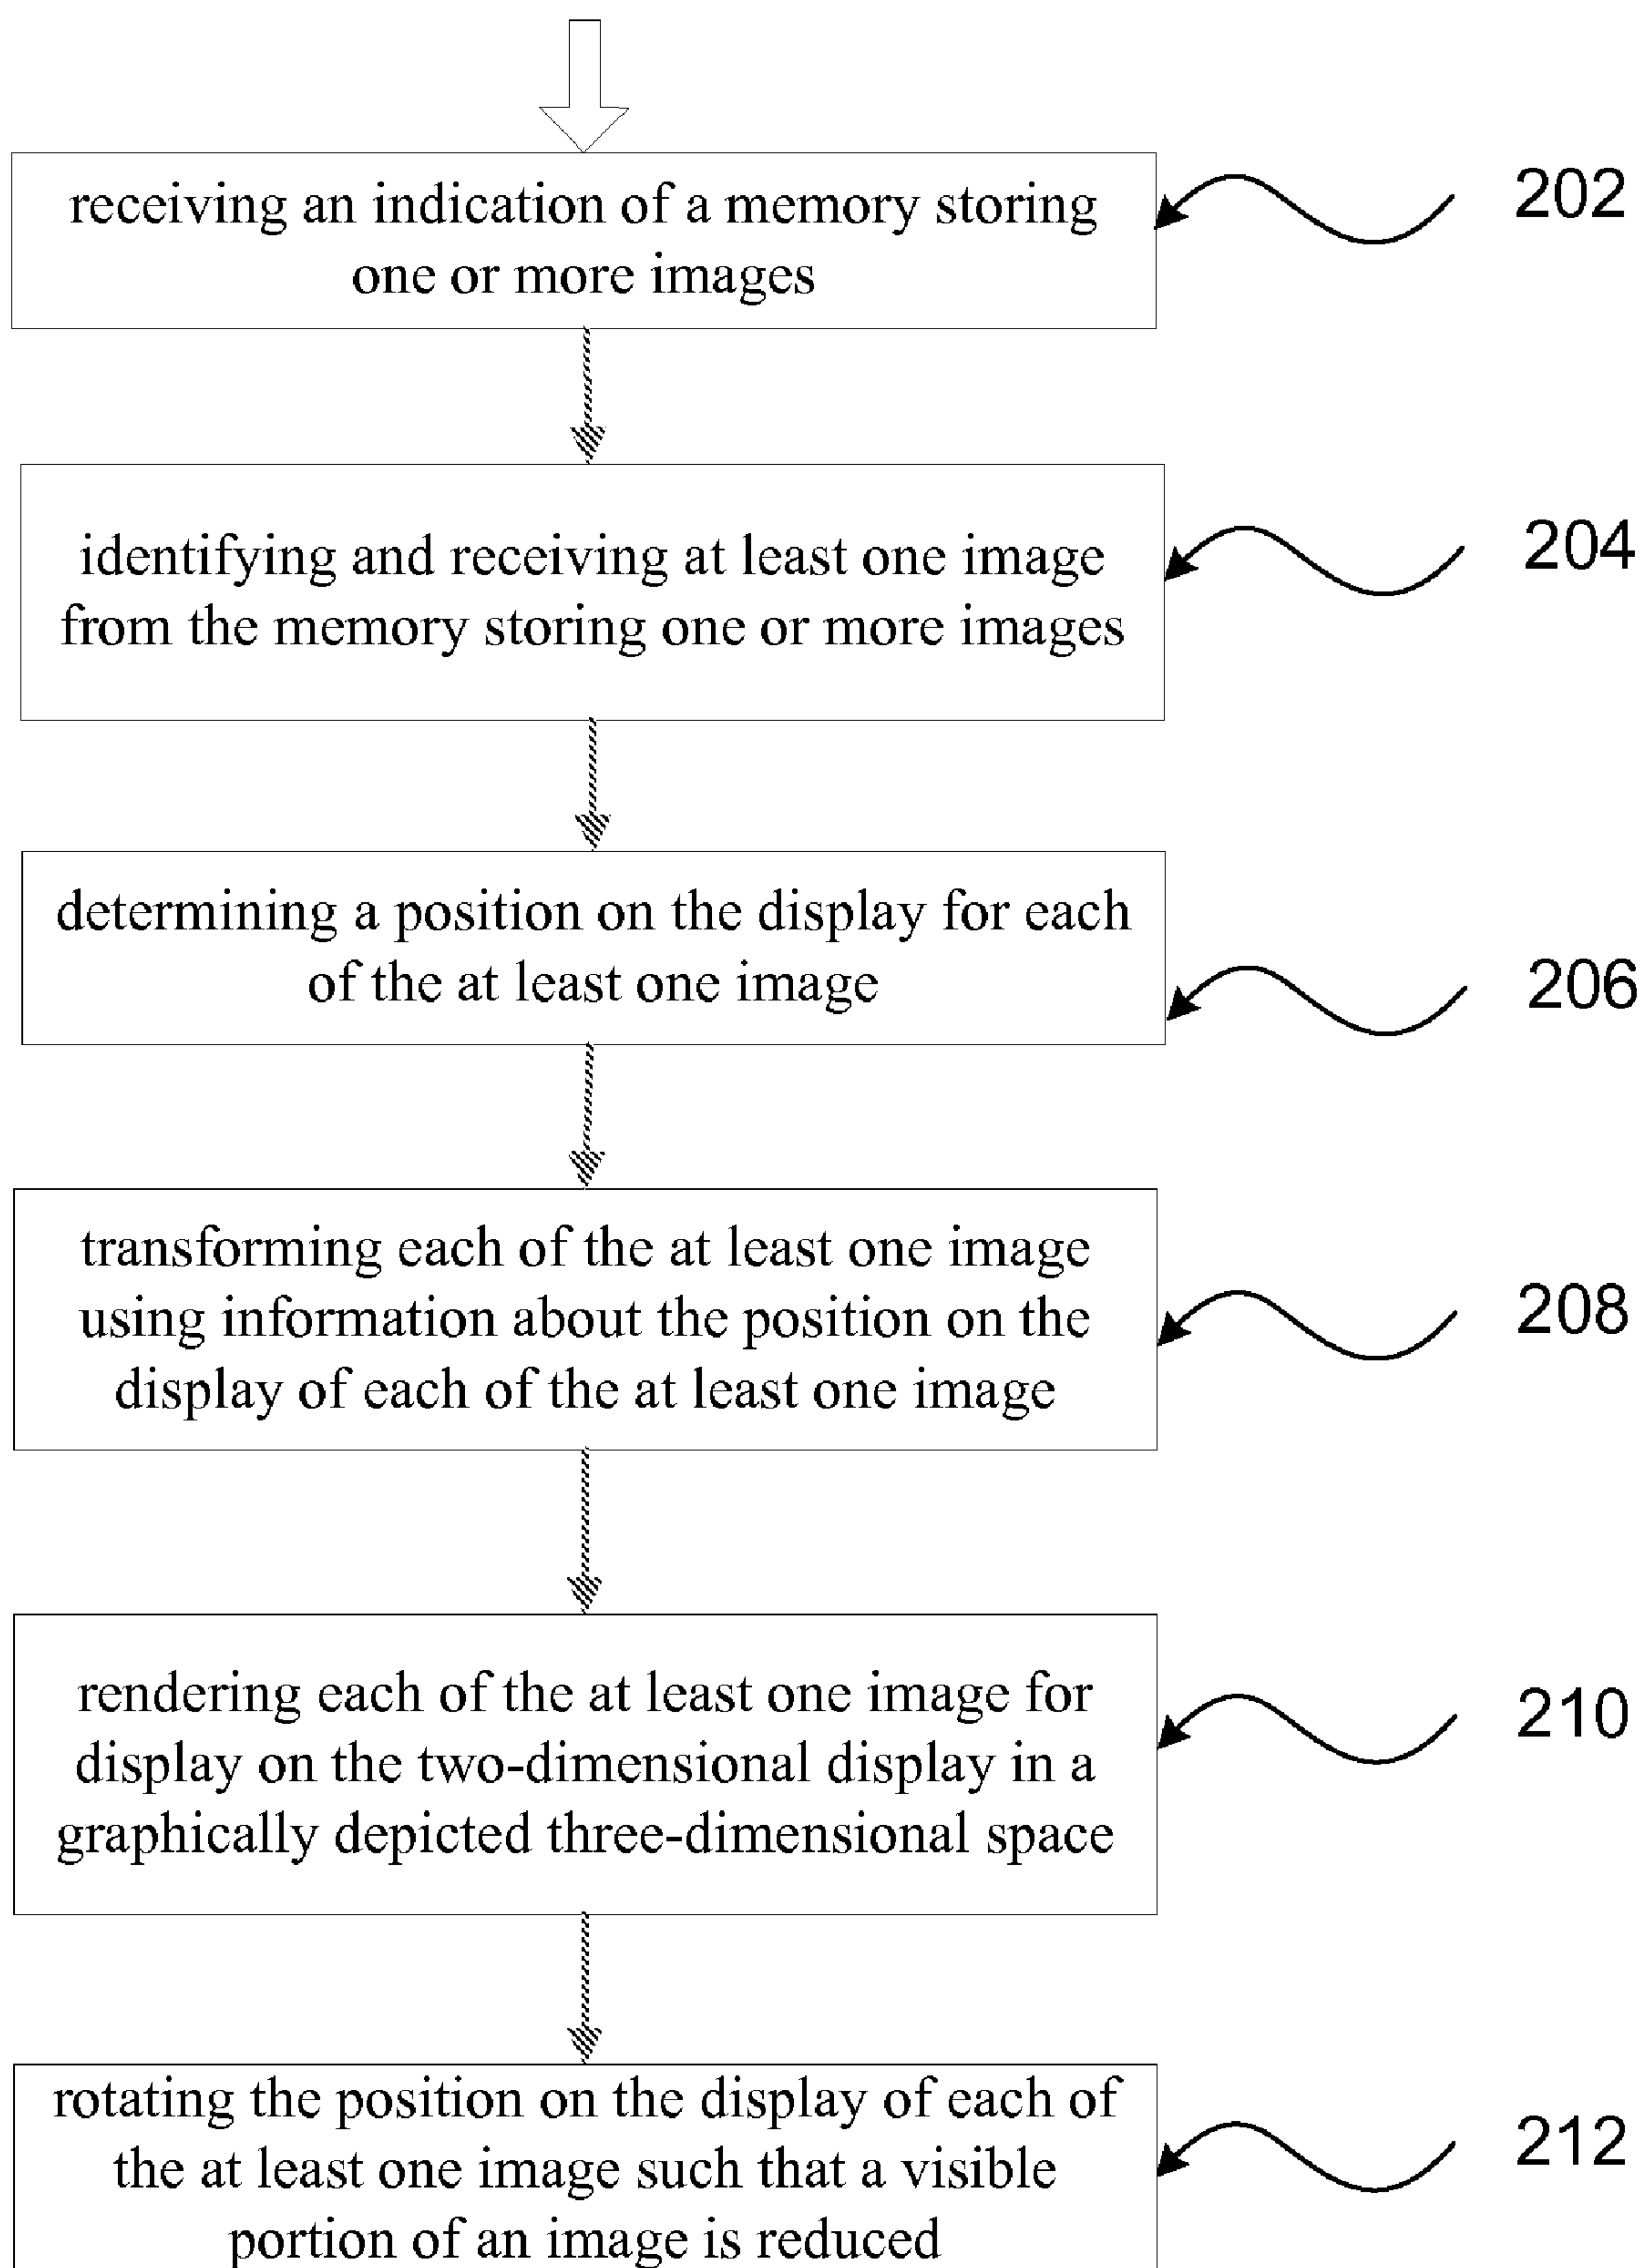 receiving an indication of a memory storing
one or more images
202
identifying and receiving at least one image
from the memory storing one or more images
204
determining a position on the display for each
of the at least one image
206
transforming each of the at least one image
using information about the position on the
display of each of the at least one image
208
rendering each of the at least one image for
display on the two-dimensional display in a
graphically depicted three-dimensional space
210
rotating the position on the display of each of
the at least one image such that a visible
portion of an image is reduced
212